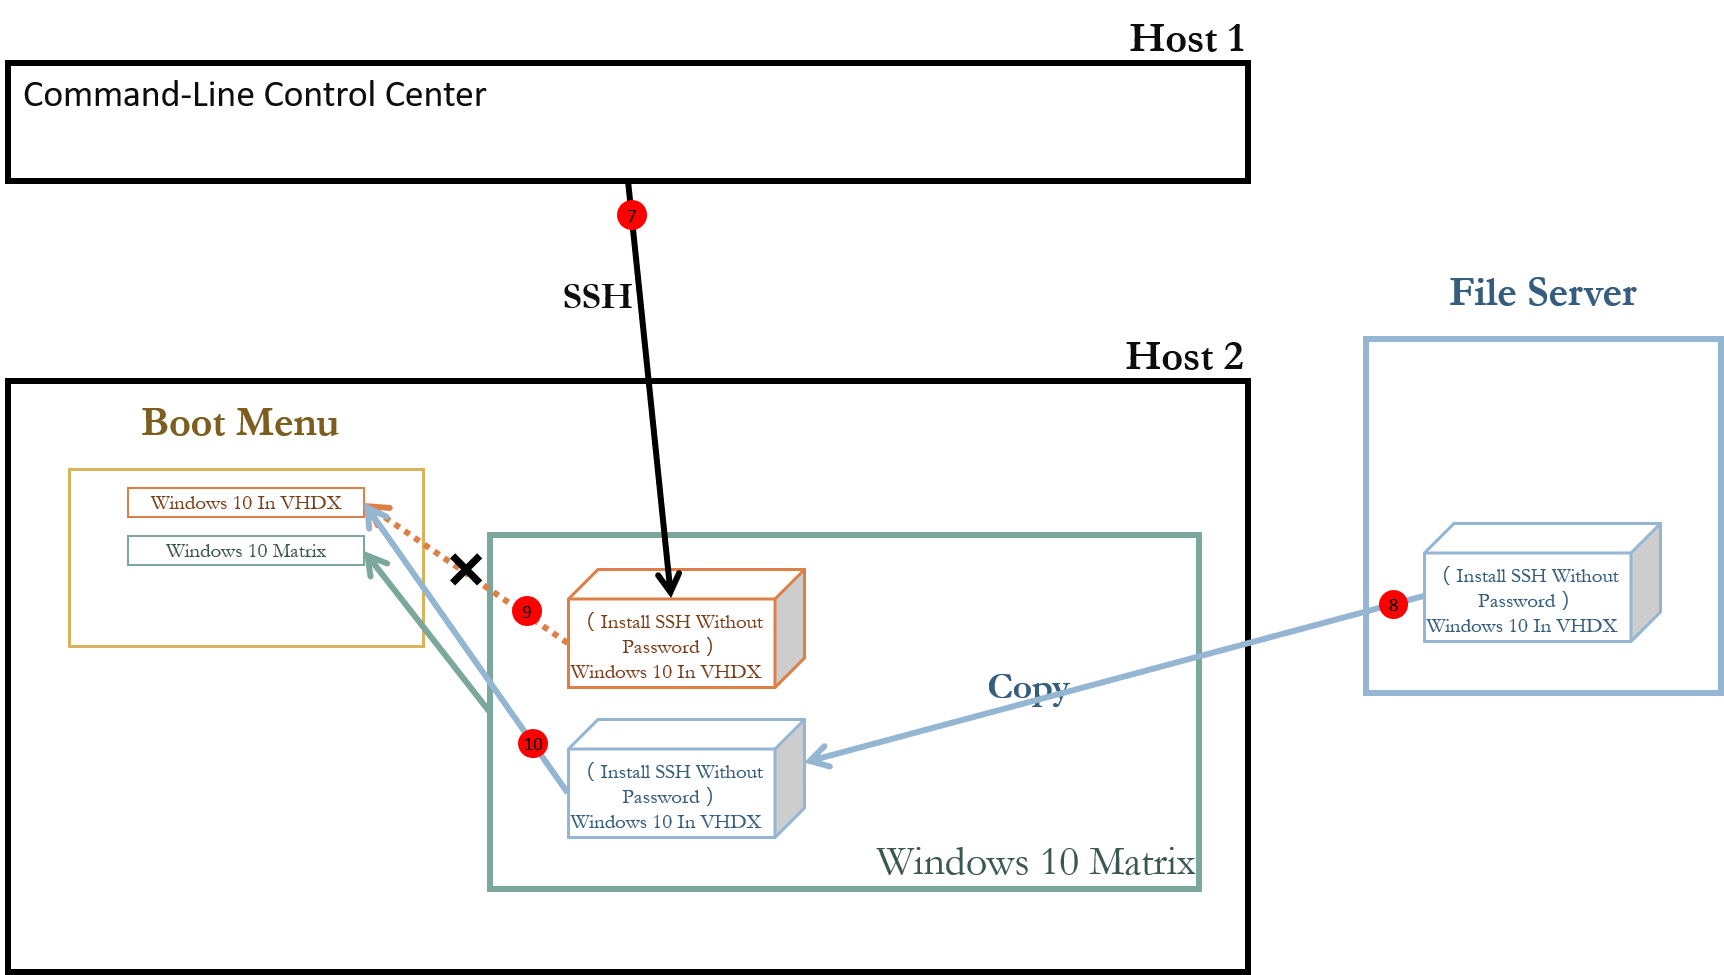 Host 1
Command-Line Control Center
7
SSH
File Server
Host 2
Boot Menu
Windows 10 In VHDX
Windows 10 Matrix
9
( Install SSH Without
Password )
Windows 10 In VHDX
8
( Install SSH Without
Password )
Windows 10 In VHDX
Copy
10
( Install SSH Without
Password )
Windows 10 In VHDX
Windows 10 Matrix